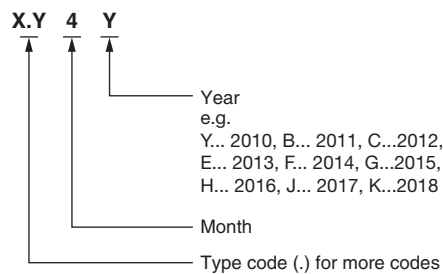 X.Y 4 Y
Year
e.g.
Y... 2010, B... 2011, C...2012,
E... 2013, F... 2014, G...2015,
H... 2016, J... 2017, K...2018
Month
Type code (.) for more codes